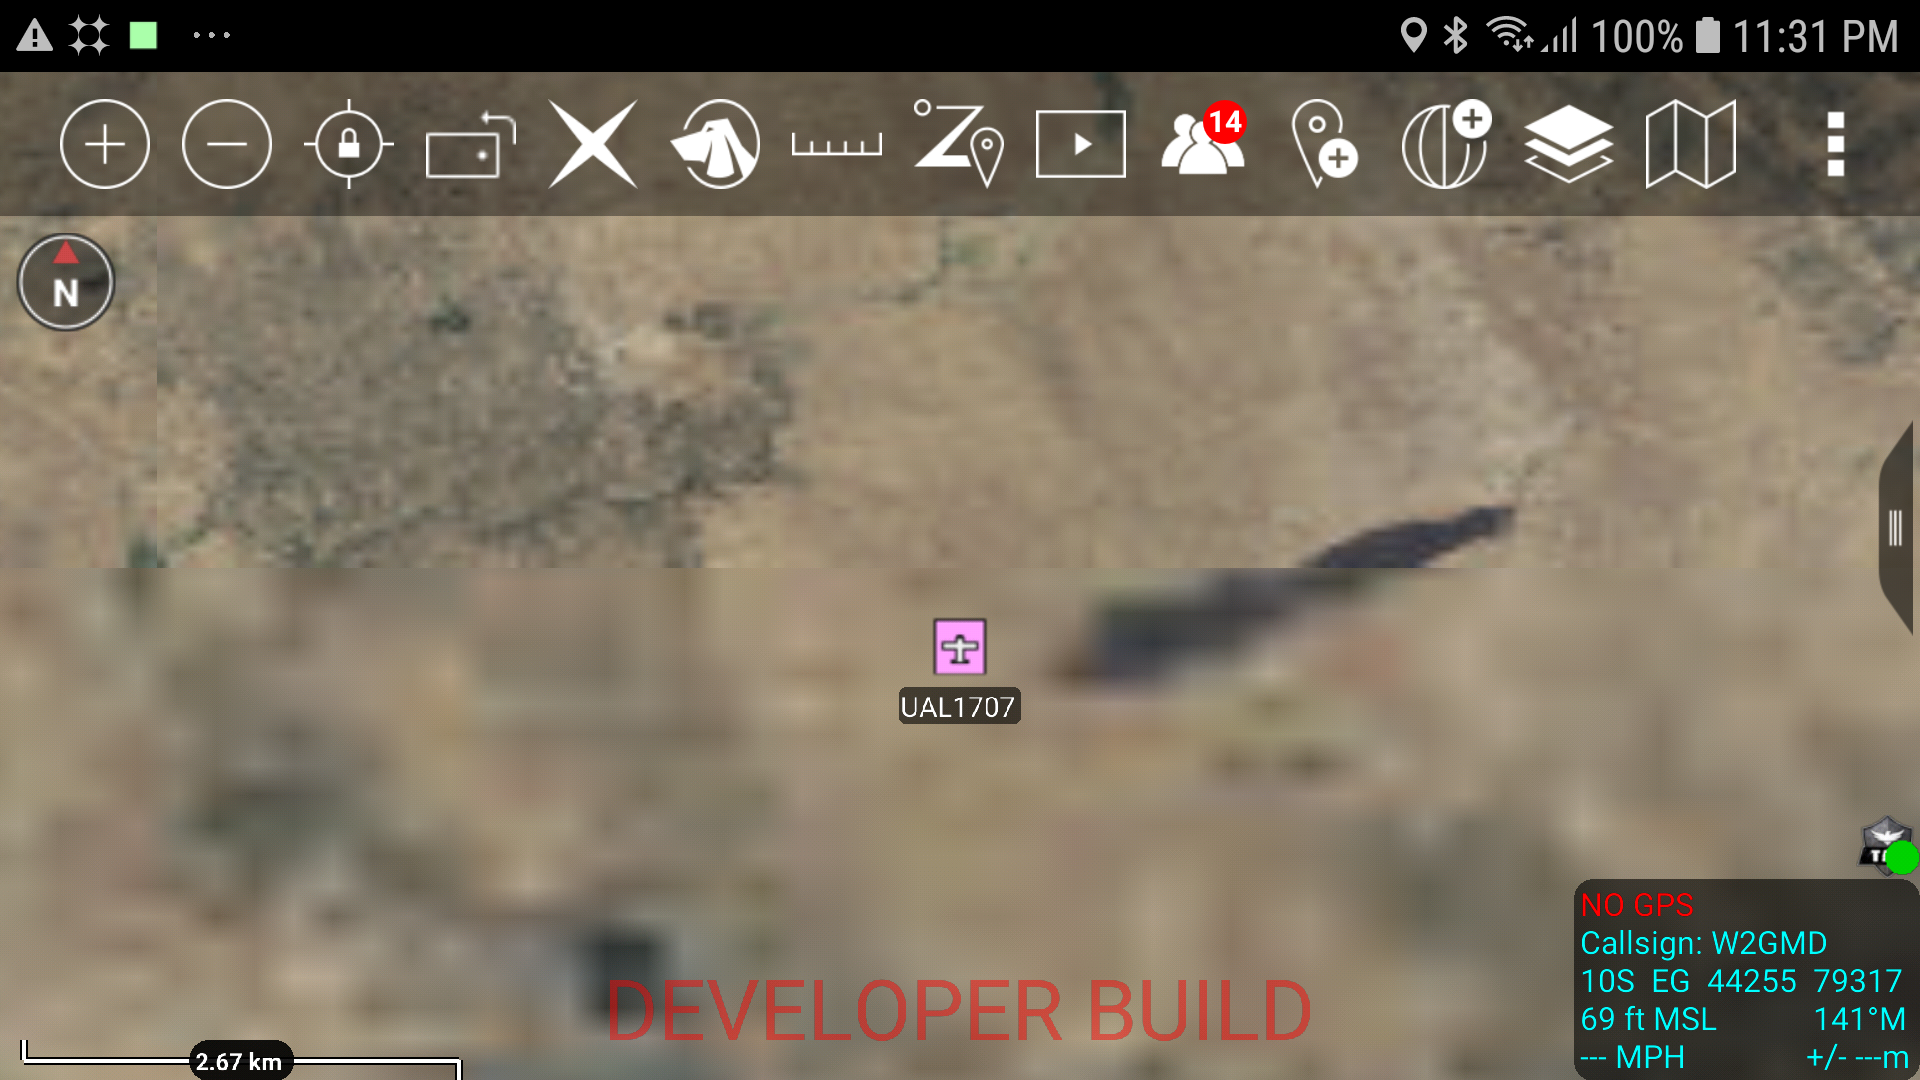 100% 11:31 PM
14
N
UAL1707
NO GPS
Callsign: W2GMD
10S EG 44255 79317
69 ft MSL 141°M
--- MPH +/- ---m
DEVELOPER BUILD
2.67 km